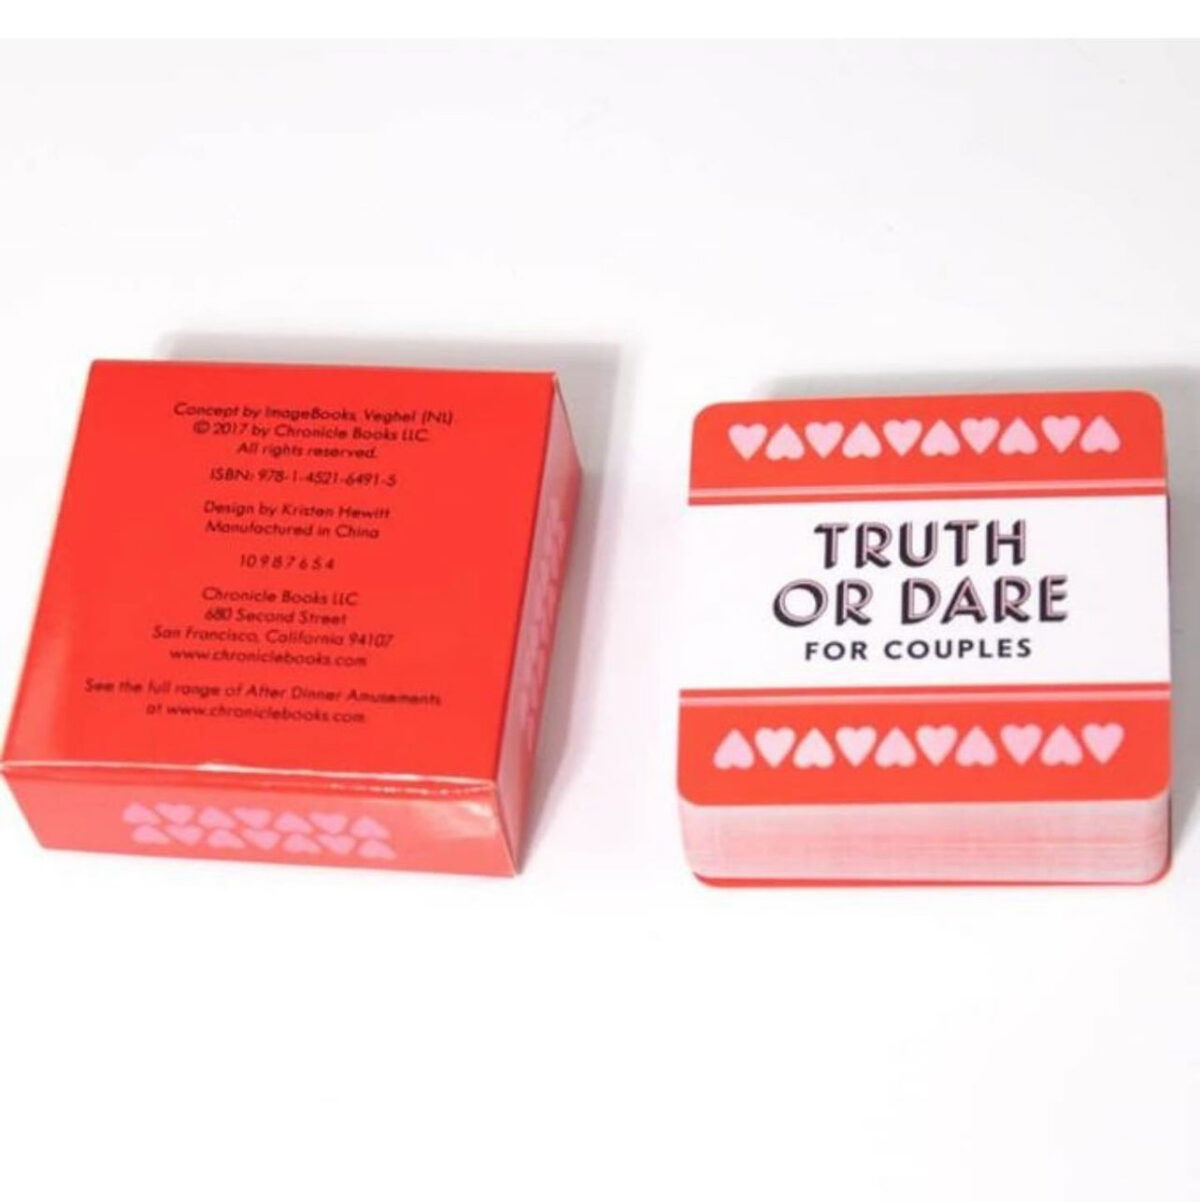 Concept by ImageBooks, Veghel (NL)
© 2017 by Chronicle Books LLC.
All rights reserved.
ISBN: 978-1-4521-6491-5
Design by Kristen Hewitt
Manufactured in China
10 9 8 7 6 5 4
Chronicle Books LLC
680 Second Street
San Francisco, California 94107
www.chroniclebooks.com
See the full range of After Dinner Amusements
at www.chroniclebooks.com.
TRUTH
OR DARE
FOR COUPLES